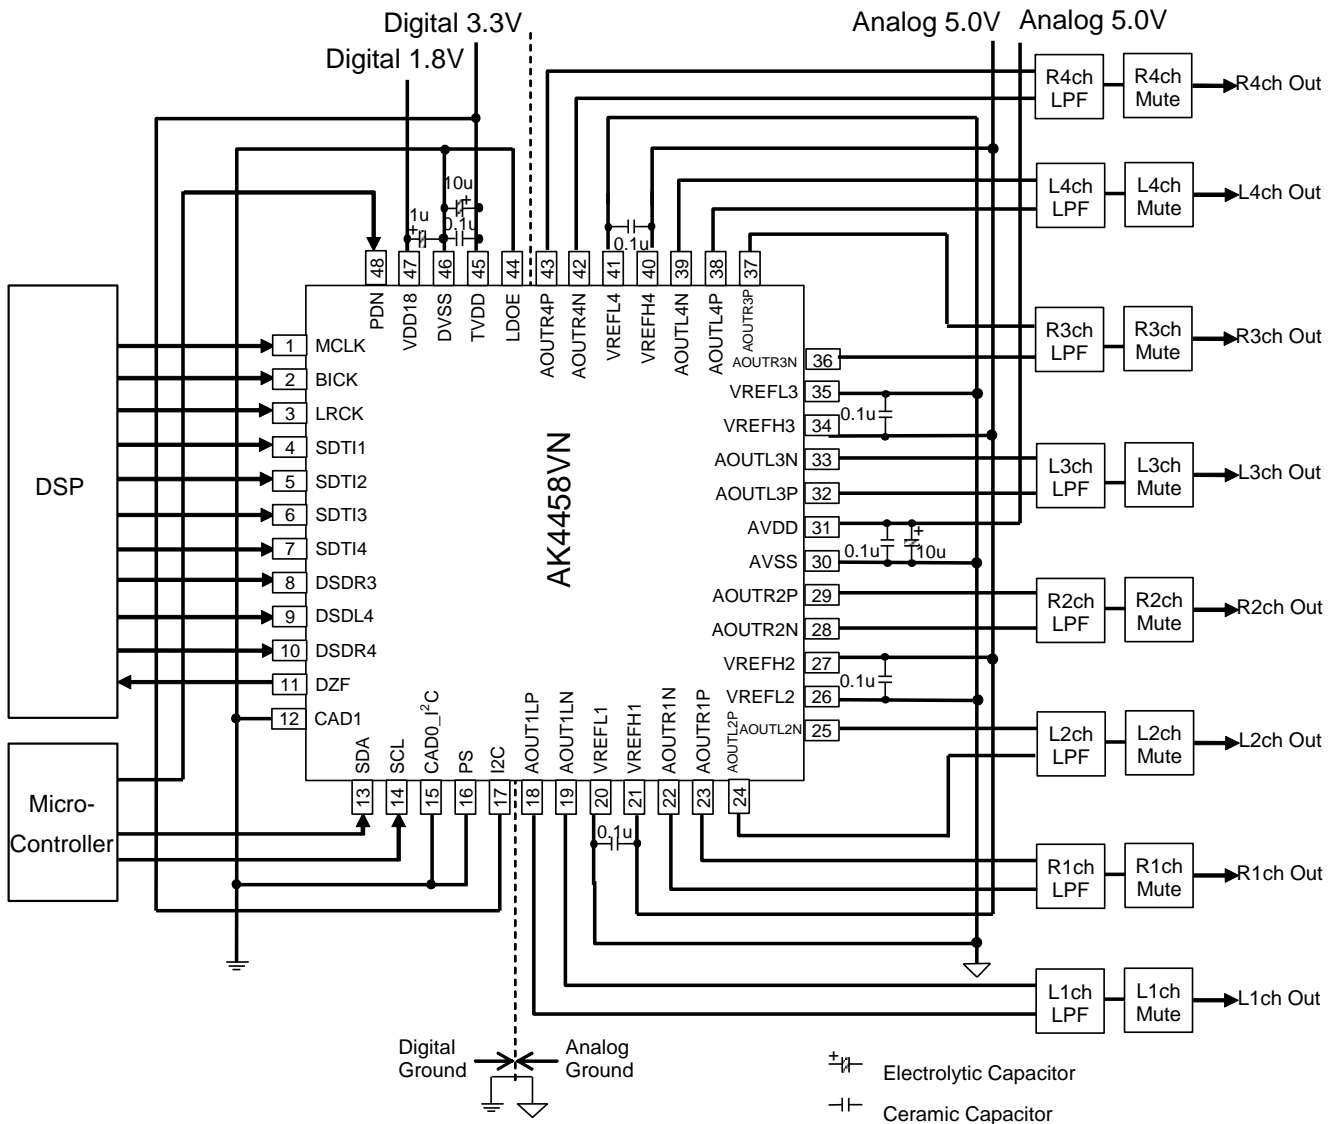 Digital 3.3V
Analog 5.0V
Analog 5.0V
Digital 1.8V
R4ch
LPF
R4ch
Mute
R4ch Out
10u
1u
0.1u
0.1u
L4ch
LPF
L4ch
Mute
L4ch Out
48
47
46
45
44
43
42
41
40
39
38
37
PDN
VDD18
DVSS
TVDD
LDOE
AOUTR4P
AOUTR4N
VREFL4
VREFH4
AOUTL4N
AOUTL4P
AOUTR3P
DSP
1 MCLK
2 BICK
3 LRCK
4 SDTI1
5 SDTI2
6 SDTI3
7 SDTI4
8 DSDR3
9 DSDL4
10 DSDR4
11 DZF
12 CAD1
AK4458VN
AOUTR3N 36
VREFL3 35
0.1u
VREFH3 34
AOUTL3N 33
AOUTL3P 32
AVDD 31
0.1u
+
10u
AVSS 30
AOUTR2P 29
AOUTR2N 28
VREFH2 27
0.1u
VREFL2 26
AOUTL2N 25
R3ch
LPF
R3ch
Mute
R3ch Out
L3ch
LPF
L3ch
Mute
L3ch Out
R2ch
LPF
R2ch
Mute
R2ch Out
L2ch
LPF
L2ch
Mute
L2ch Out
Micro-
Controller
SDA
SCL
CAD0_I²C
PS
I2C
AOUT1LP
AOUT1LN
VREFL1
VREFH1
AOUTR1N
AOUTR1P
AOUTL2P
13
14
15
16
17
18
19
20
21
22
23
24
0.1u
R1ch
LPF
R1ch
Mute
R1ch Out
L1ch
LPF
L1ch
Mute
L1ch Out
Digital
Ground
Analog
Ground
+
Electrolytic Capacitor
Ceramic Capacitor